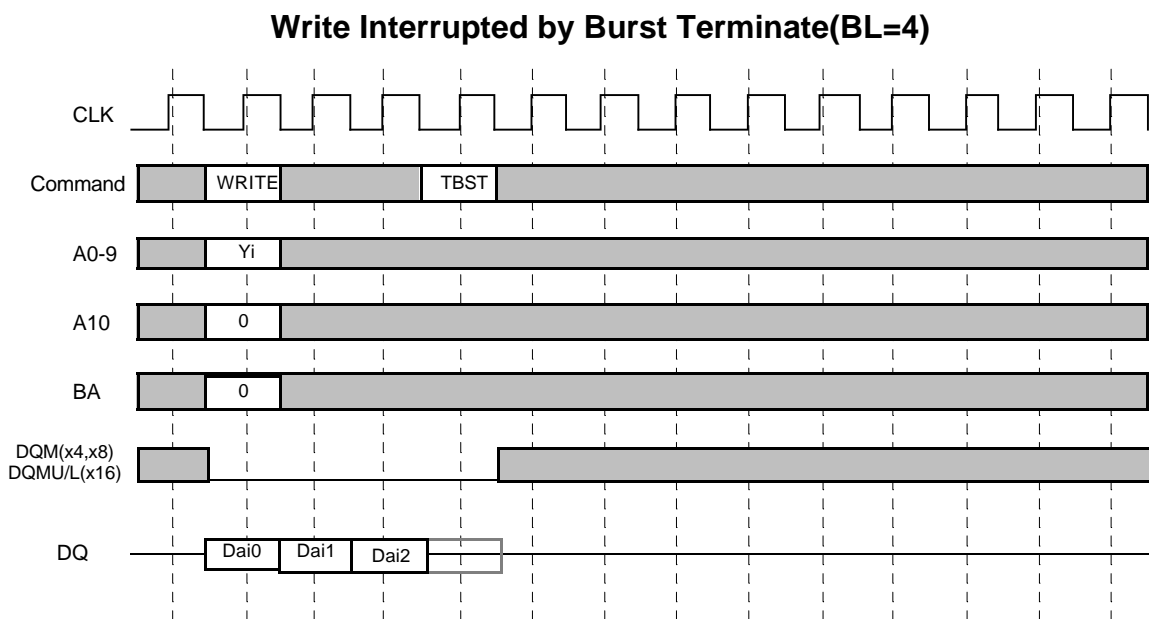 Write Interrupted by Burst Terminate(BL=4)
CLK
Command WRITE TBST
A0-9 Yi
A10 0
BA 0
DQM(x4,x8)
DQMU/L(x16)
DQ Dai0 Dai1 Dai2